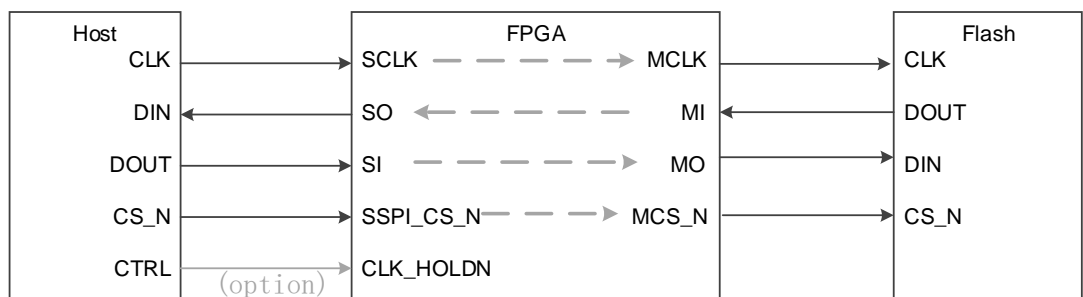 Host FPGA Flash
CLK SCLK MCLK CLK
DIN SO MI DOUT
DOUT SI MO DIN
CS_N SSPI_CS_N MCS_N CS_N
CTRL (option) CLK_HOLDN